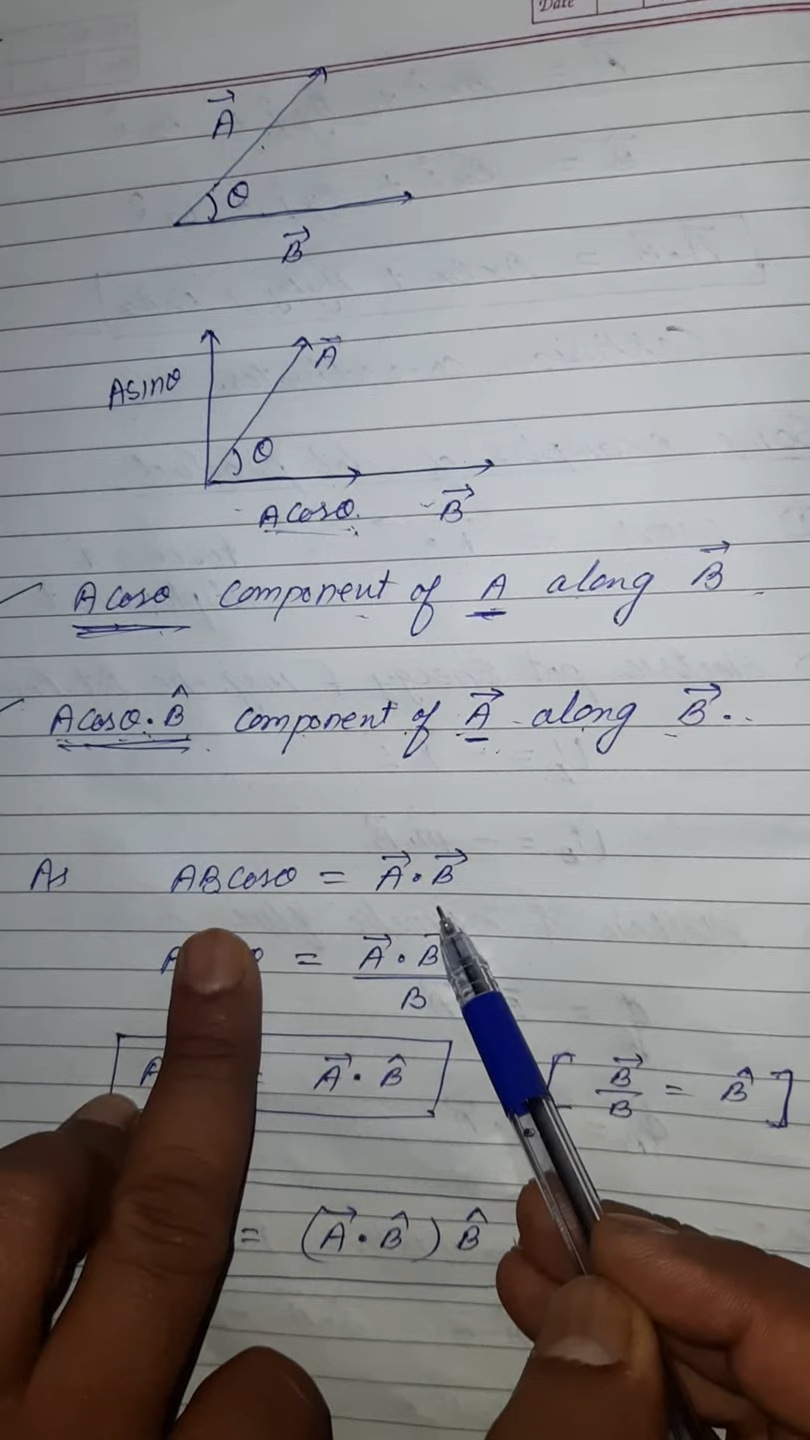 Date
A⃗
θ
B⃗
A⃗
Asinθ
θ
Acosθ. B⃗
Acosθ. Component of A along B⃗
Acosθ.B̂ Component of A⃗ along B⃗.
As ABcosθ = A⃗.B⃗
= A⃗.B
B
A⃗.B̂ [B⃗/B = B̂]
= (A⃗.B̂)B̂